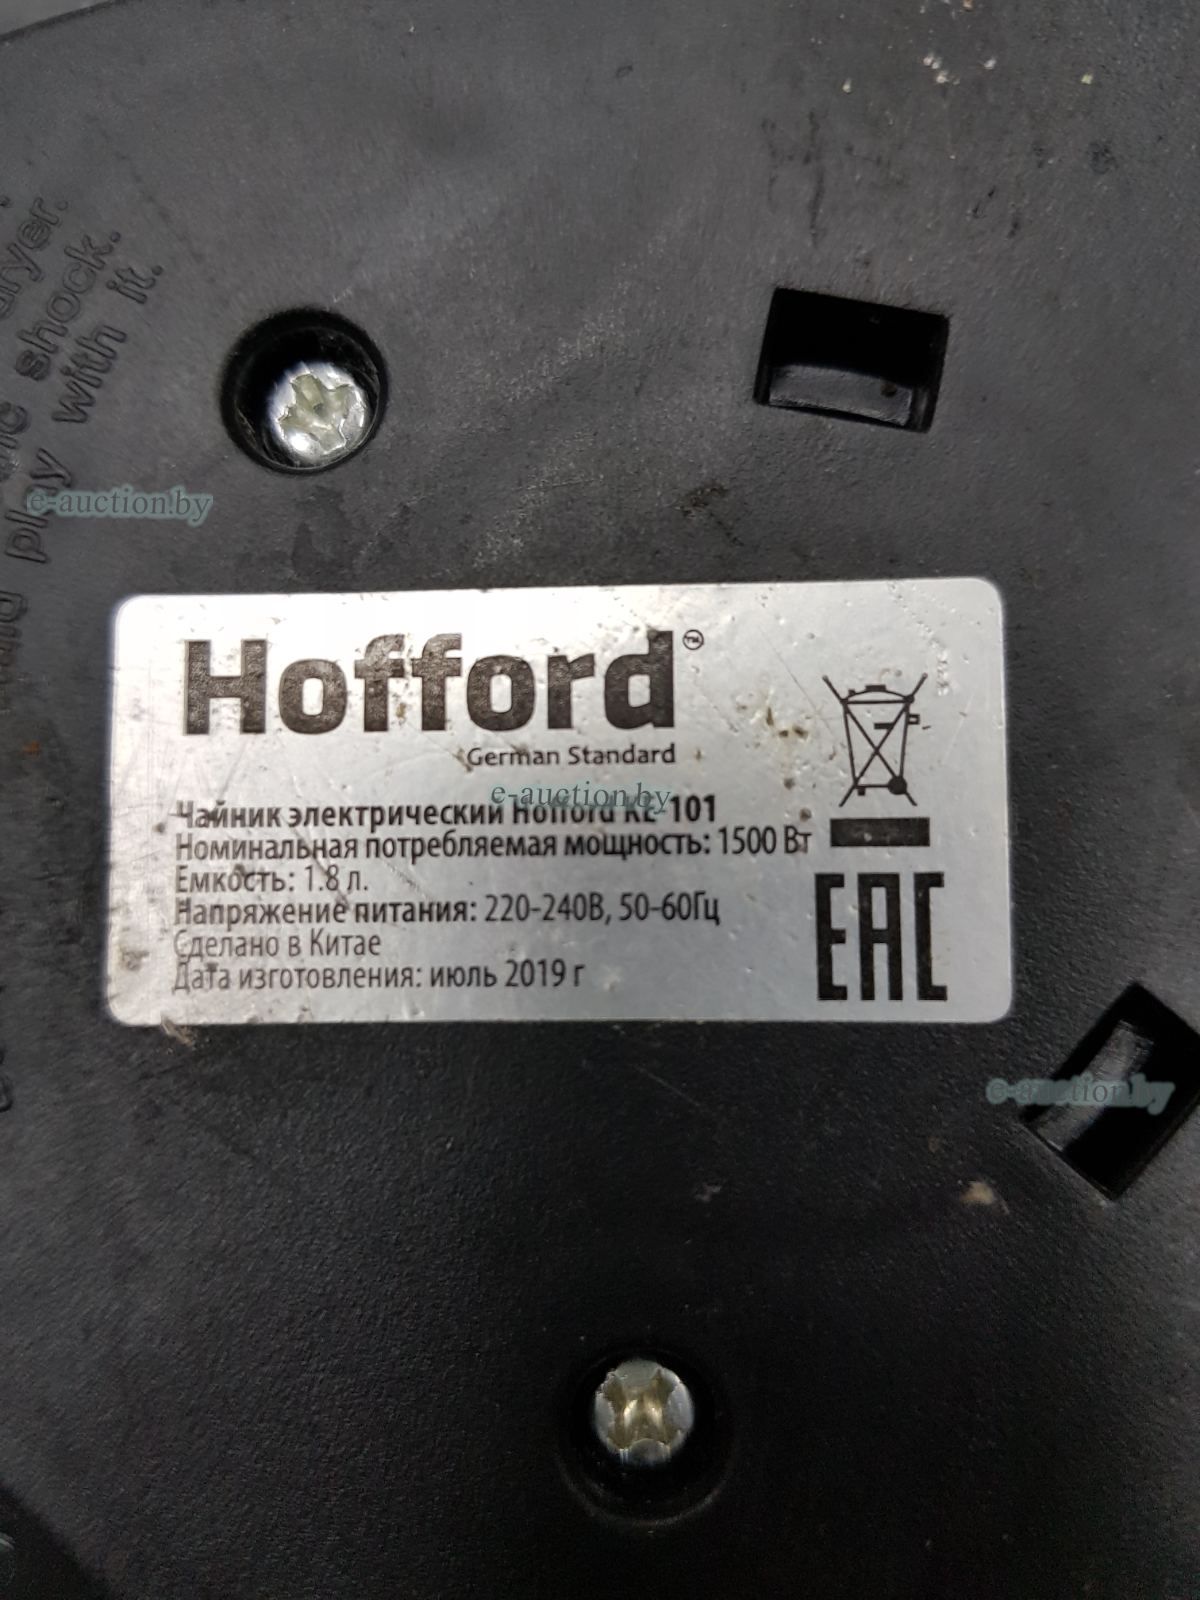 dryer.
shock.
play with it.
e-auction.by
Hofford™
German Standard
e-auction.by
Чайник электрический Hofford KE-101
Номинальная потребляемая мощность: 1500 Вт
Емкость: 1.8 л.
Напряжение питания: 220-240В, 50-60Гц
Сделано в Китае
Дата изготовления: июль 2019 г
EAC
e-auction.by